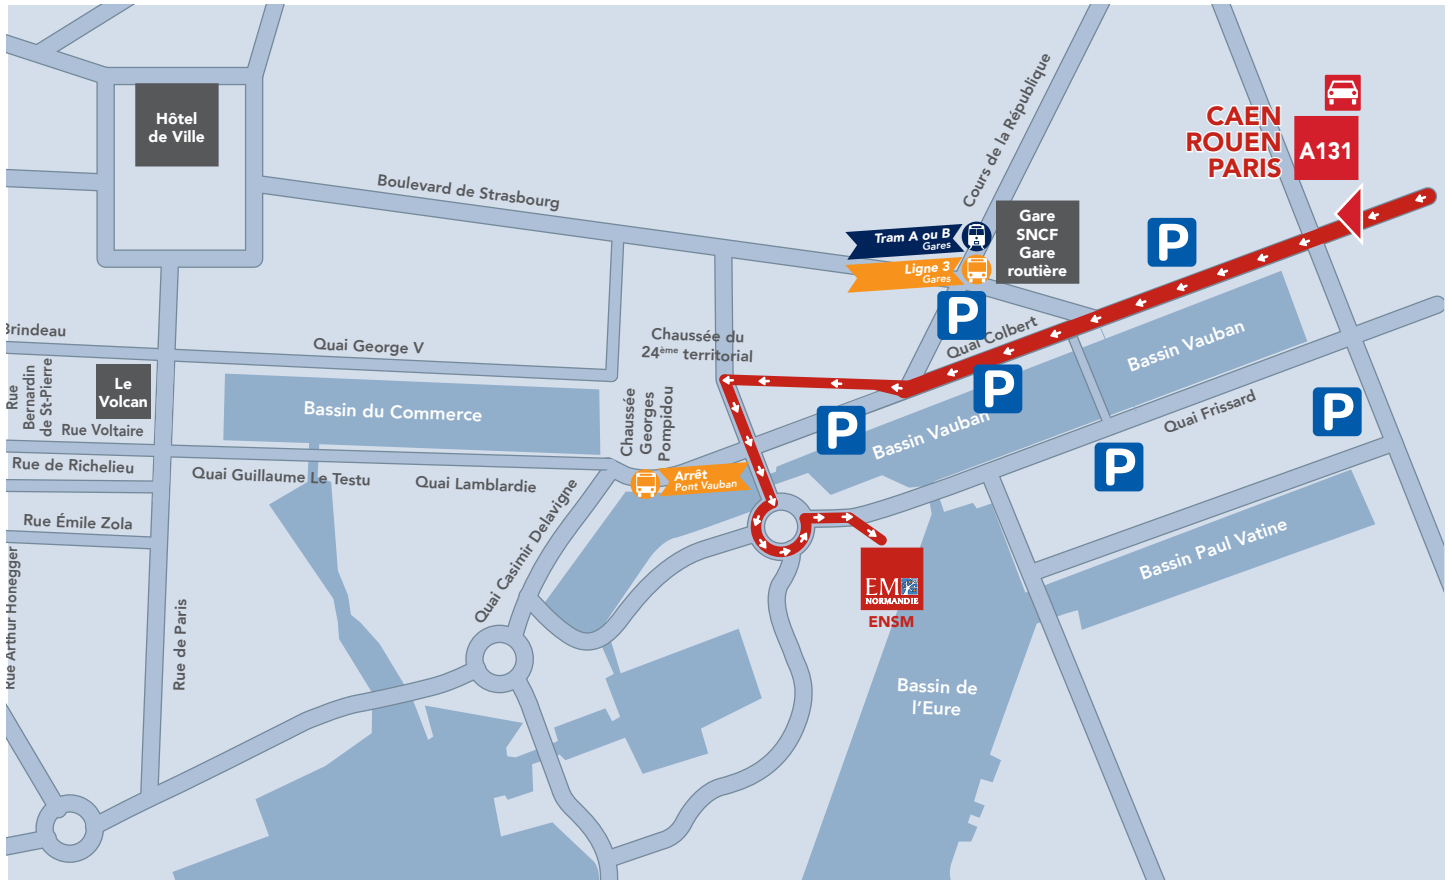 Hôtel
de Ville
Boulevard de Strasbourg
Cours de la République
CAEN
ROUEN
PARIS
A131
Gare
SNCF
Gare
routière
Tram A ou B
Gares
Ligne 3
Gares
P
P
P
P
P
P
Brindeau
Quai George V
Chaussée du
24ème territorial
Quai Colbert
Bassin Vauban
Rue
Bernardin
de St-Pierre
Le
Volcan
Rue Voltaire
Bassin du Commerce
Chaussée
Georges
Pompidou
Bassin Vauban
Quai Frissard
Rue de Richelieu
Quai Guillaume Le Testu
Quai Lamblardie
Arrêt
Pont Vauban
Rue Émile Zola
Quai Casimir Delavigne
Bassin Paul Vatine
Rue Arthur Honegger
Rue de Paris
EM
NORMANDIE
ENSM
Bassin de
l’Eure